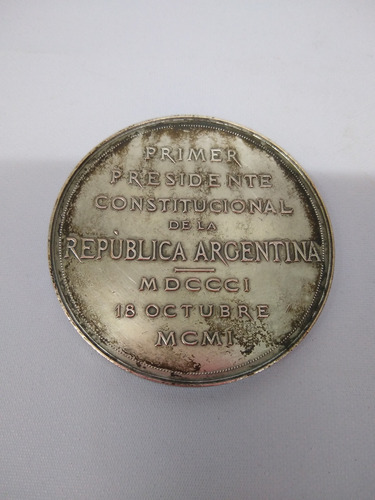 PRIMER
PRESIDENTE
CONSTITUCIONAL
DE LA
REPÚBLICA ARGENTINA
MDCCCI
18 OCTUBRE
MCMI